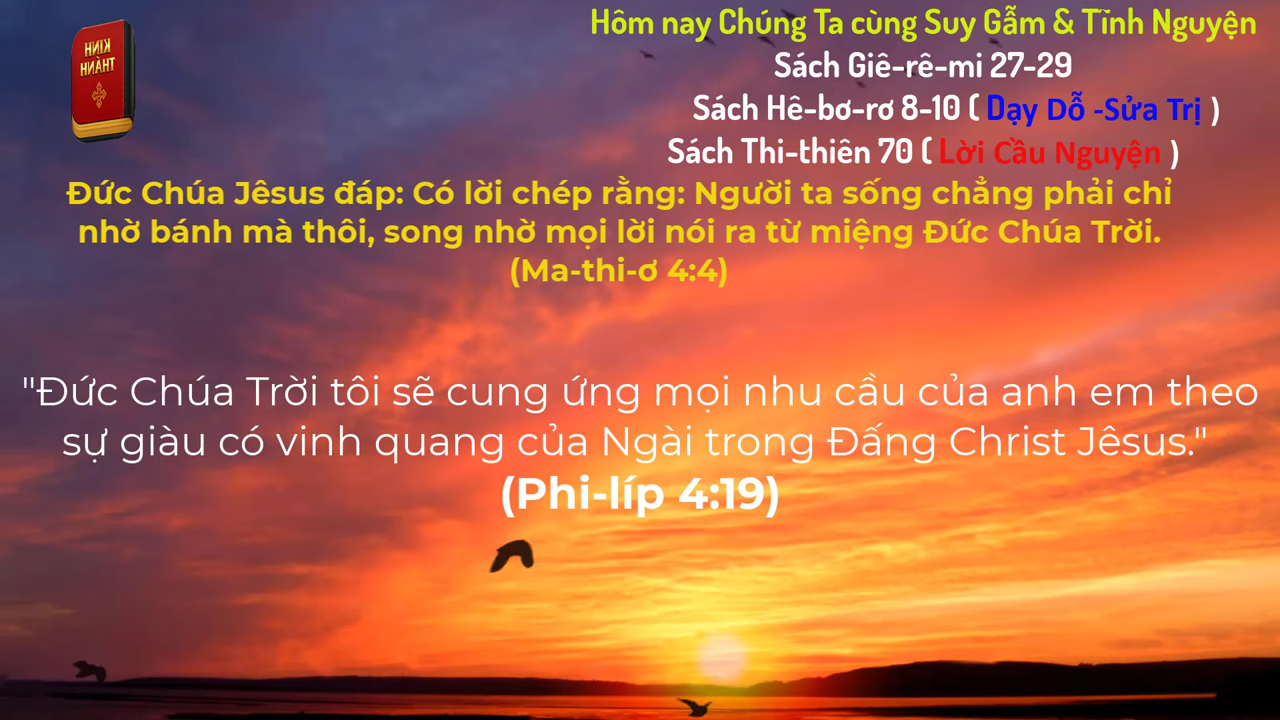 KINH
THÁNH
Hôm nay Chúng Ta cùng Suy Gẫm & Tĩnh Nguyện
Sách Giê-rê-mi 27-29
Sách Hê-bơ-rơ 8-10 ( Dạy Dỗ -Sửa Trị )
Sách Thi-thiên 70 ( Lời Cầu Nguyện )
Đức Chúa Jêsus đáp: Có lời chép rằng: Người ta sống chẳng phải chỉ
nhờ bánh mà thôi, song nhờ mọi lời nói ra từ miệng Đức Chúa Trời.
(Ma-thi-ơ 4:4)
"Đức Chúa Trời tôi sẽ cung ứng mọi nhu cầu của anh em theo
sự giàu có vinh quang của Ngài trong Đấng Christ Jêsus."
(Phi-líp 4:19)